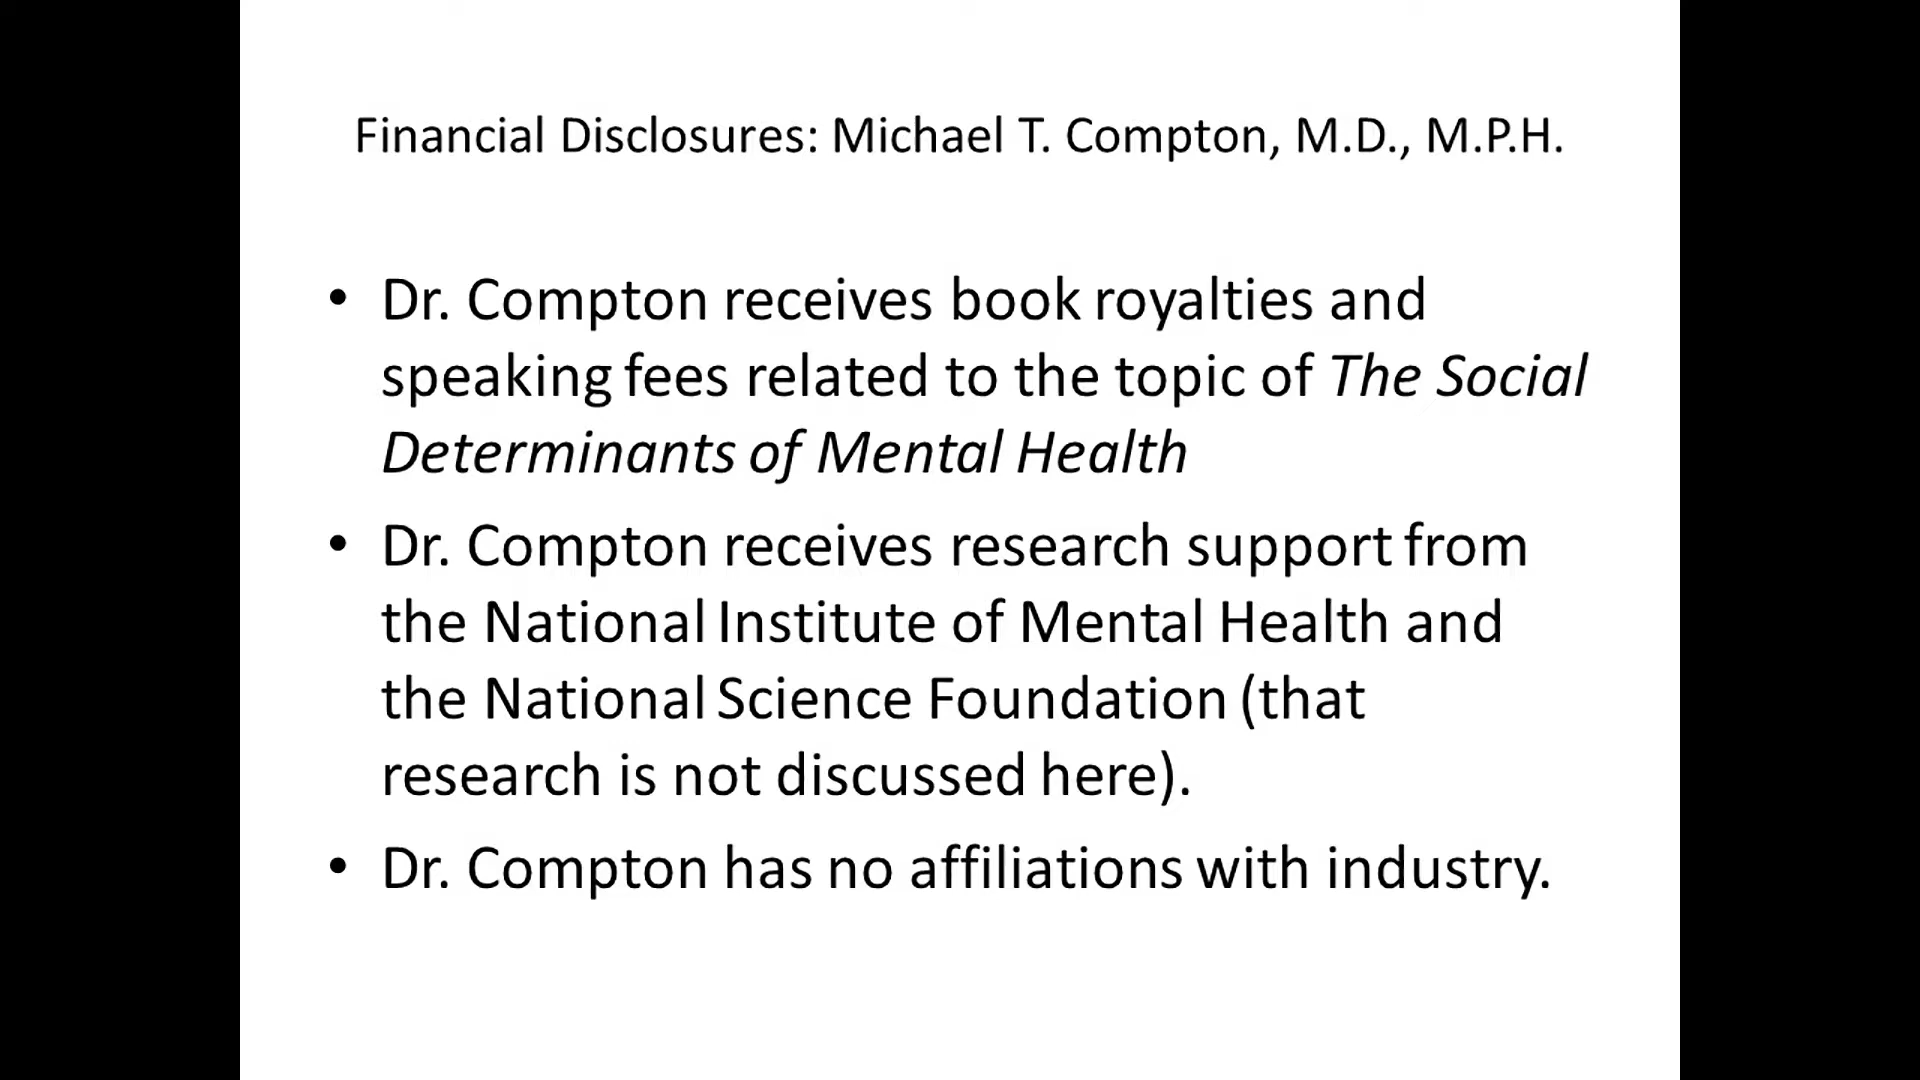 Financial Disclosures: Michael T. Compton, M.D., M.P.H.
• Dr. Compton receives book royalties and
speaking fees related to the topic of The Social
Determinants of Mental Health
• Dr. Compton receives research support from
the National Institute of Mental Health and
the National Science Foundation (that
research is not discussed here).
• Dr. Compton has no affiliations with industry.